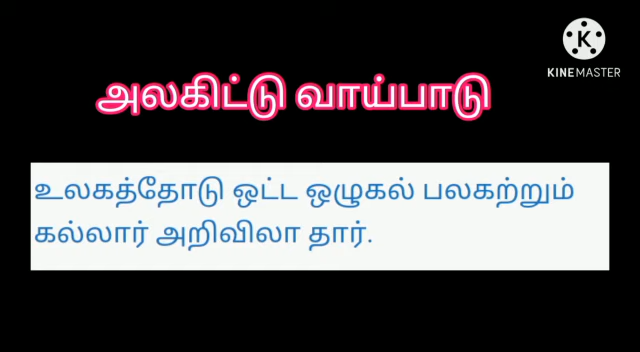 KINEMASTER
அலகிட்டு வாய்பாடு
உலகத்தோடு ஒட்ட ஒழுகல் பலகற்றும்
கல்லார் அறிவிலா தார்.